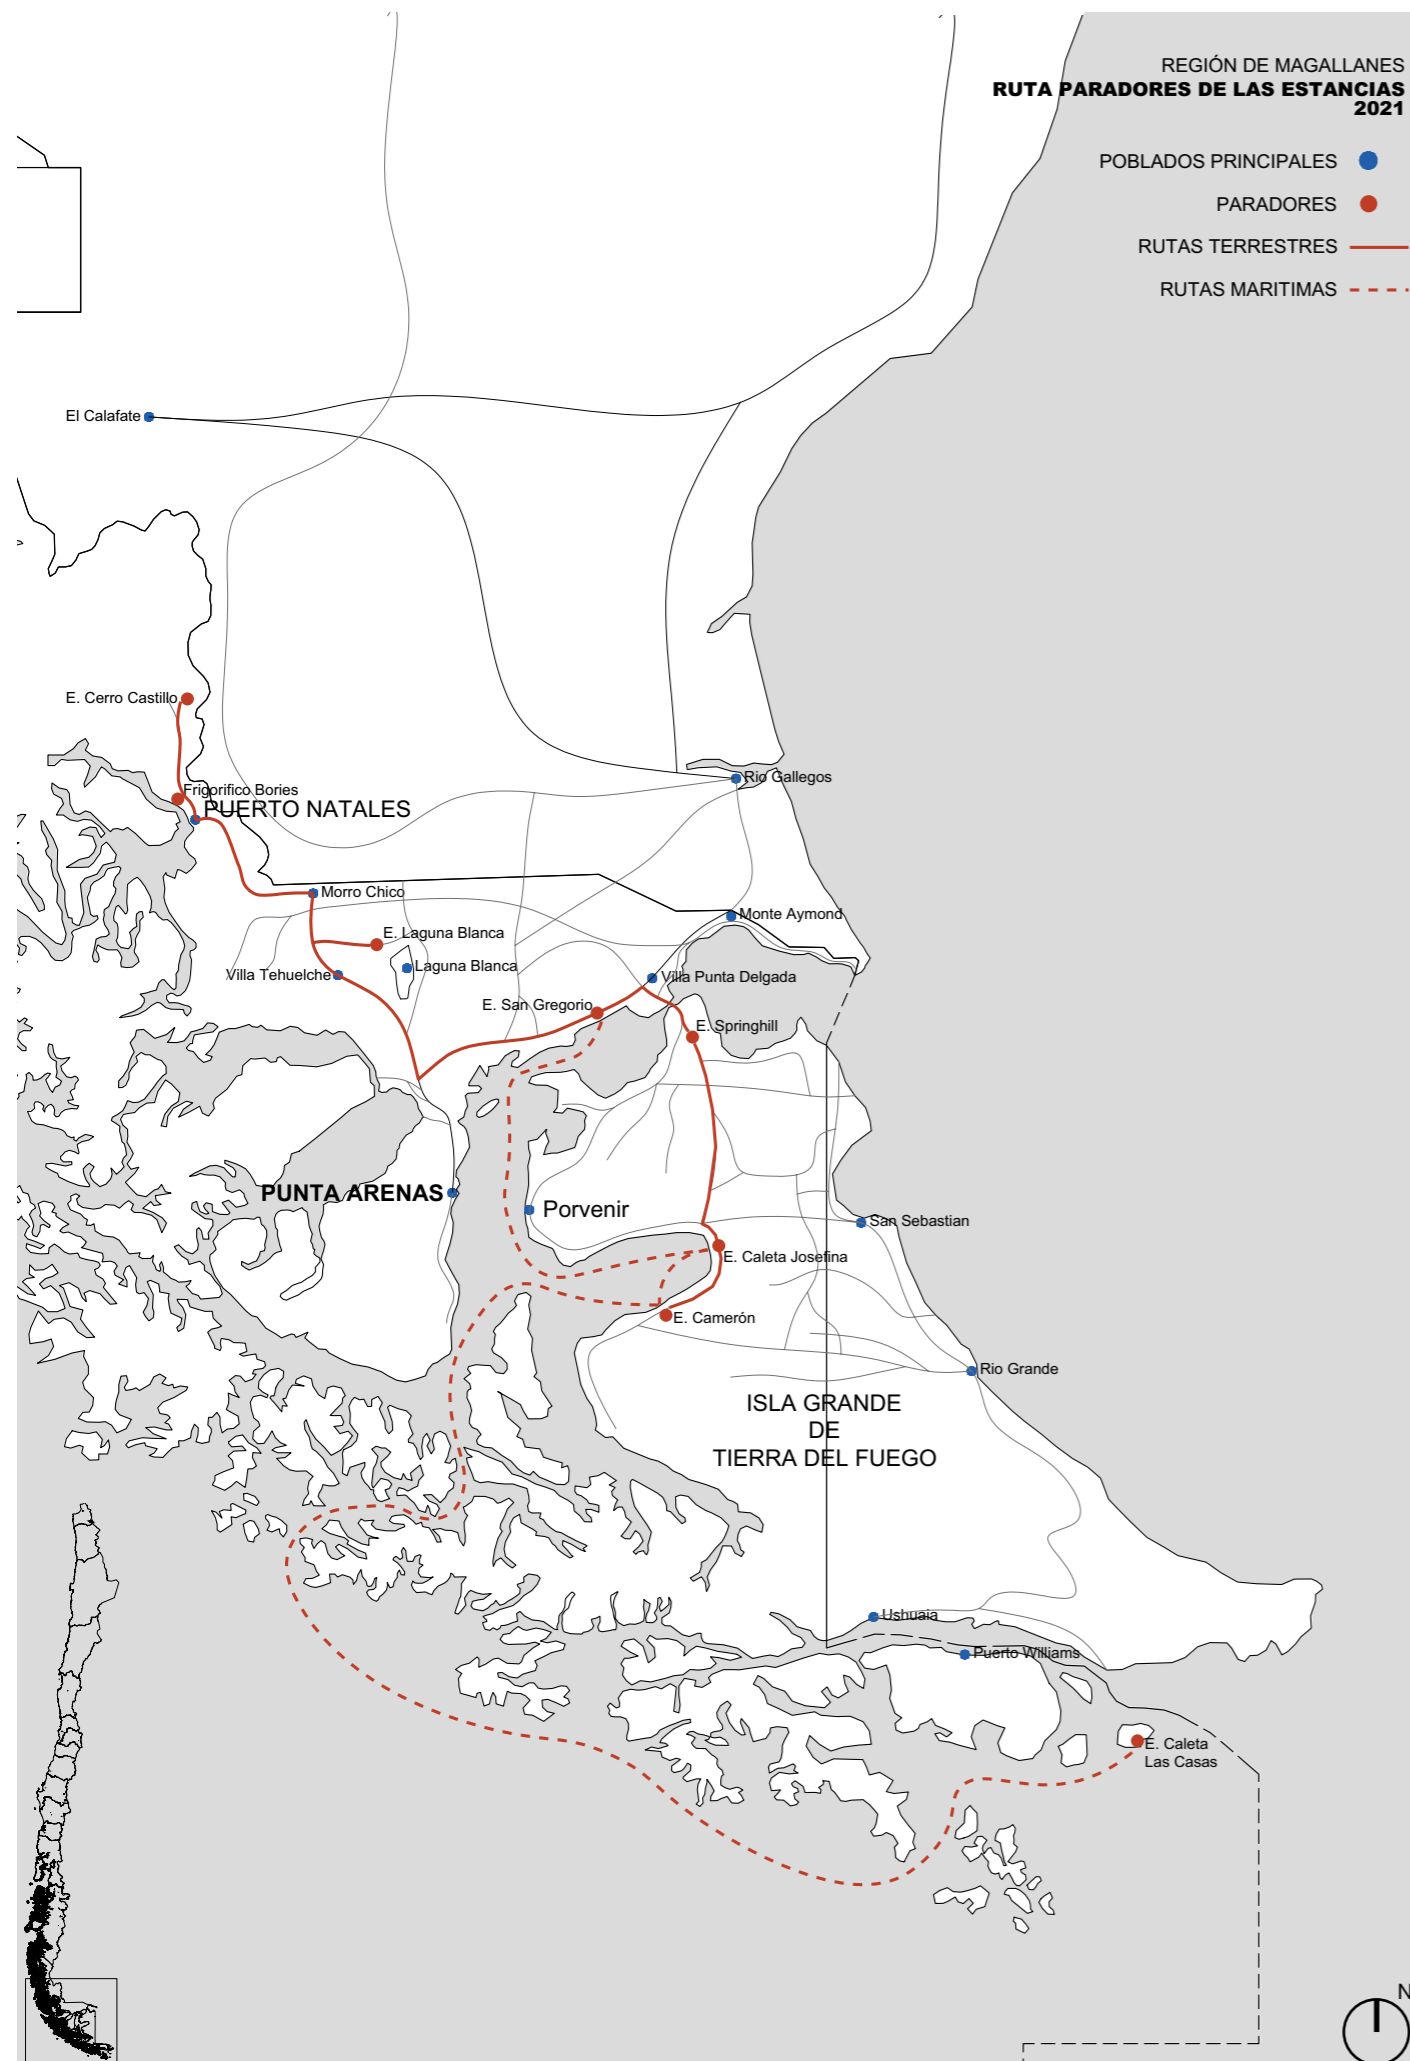 REGIÓN DE MAGALLANES
RUTA PARADORES DE LAS ESTANCIAS
2021
POBLADOS PRINCIPALES
PARADORES
RUTAS TERRESTRES
RUTAS MARITIMAS
El Calafate
E. Cerro Castillo
Rio Gallegos
Frigorifico Bories
PUERTO NATALES
Morro Chico
Monte Aymond
E. Laguna Blanca
Laguna Blanca
Villa Tehuelche
Villa Punta Delgada
E. San Gregorio
E. Springhill
PUNTA ARENAS
Porvenir
San Sebastian
E. Caleta Josefina
E. Camerón
Rio Grande
ISLA GRANDE
DE
TIERRA DEL FUEGO
Ushuaia
Puerto Williams
E. Caleta
Las Casas
N